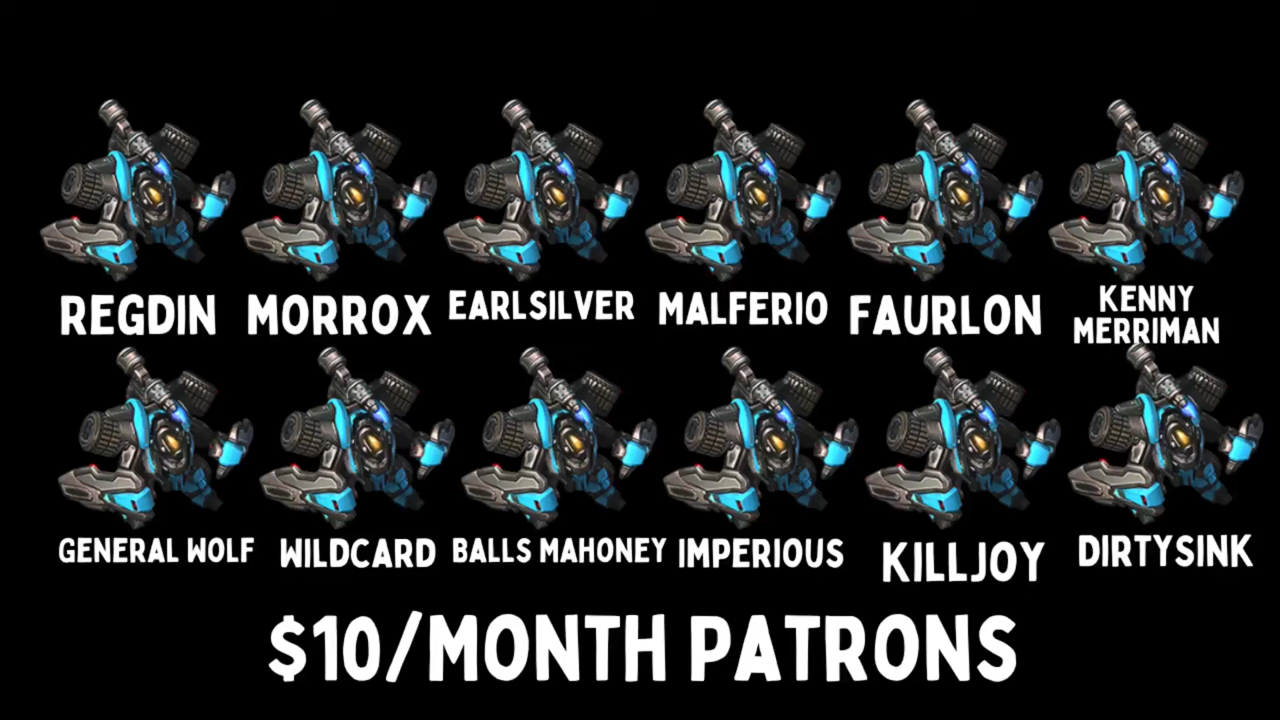 REGDIN
MORROX
EARLSILVER
MALFERIO
FAURLON
KENNY
MERRIMAN
GENERAL WOLF
WILDCARD
BALLS MAHONEY
IMPERIOUS
KILLJOY
DIRTYSINK
$10/MONTH PATRONS